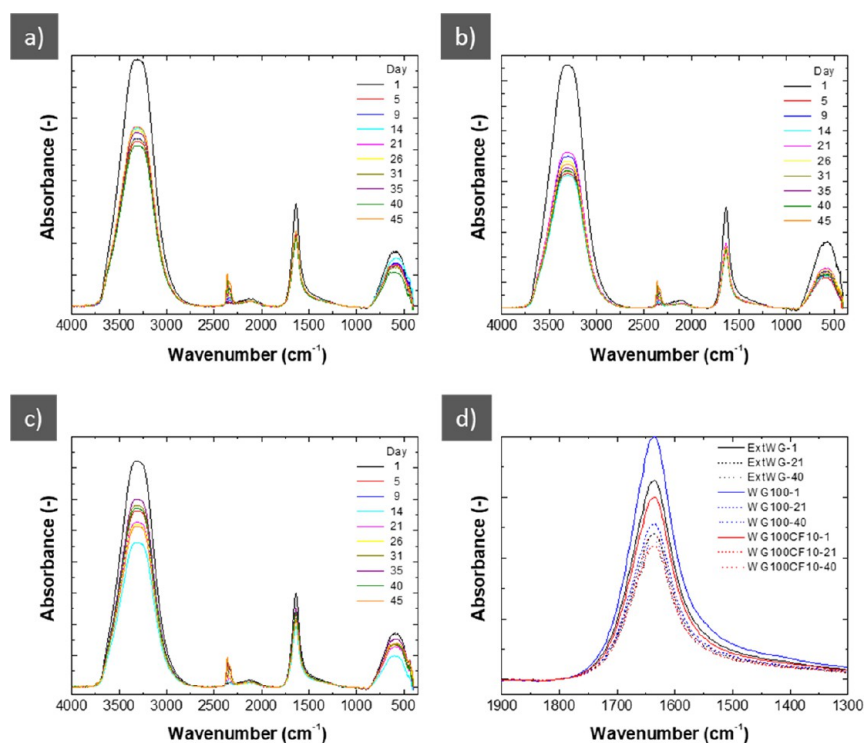 a)
Absorbance (-)
Day
1
5
9
14
21
26
31
35
40
45
4000 3500 3000 2500 2000 1500 1000 500
Wavenumber (cm-1)
b)
Absorbance (-)
Day
1
5
9
14
21
26
31
35
40
45
4000 3500 3000 2500 2000 1500 1000 500
Wavenumber (cm-1)
c)
Absorbance (-)
Day
1
5
9
14
21
26
31
35
40
45
4000 3500 3000 2500 2000 1500 1000 500
Wavenumber (cm-1)
d)
Absorbance (-)
ExtWG-1
ExtWG-21
ExtWG-40
WG100-1
WG100-21
WG100-40
WG100CF10-1
WG100CF10-21
WG100CF10-40
1900 1800 1700 1600 1500 1400 1300
Wavenumber (cm-1)